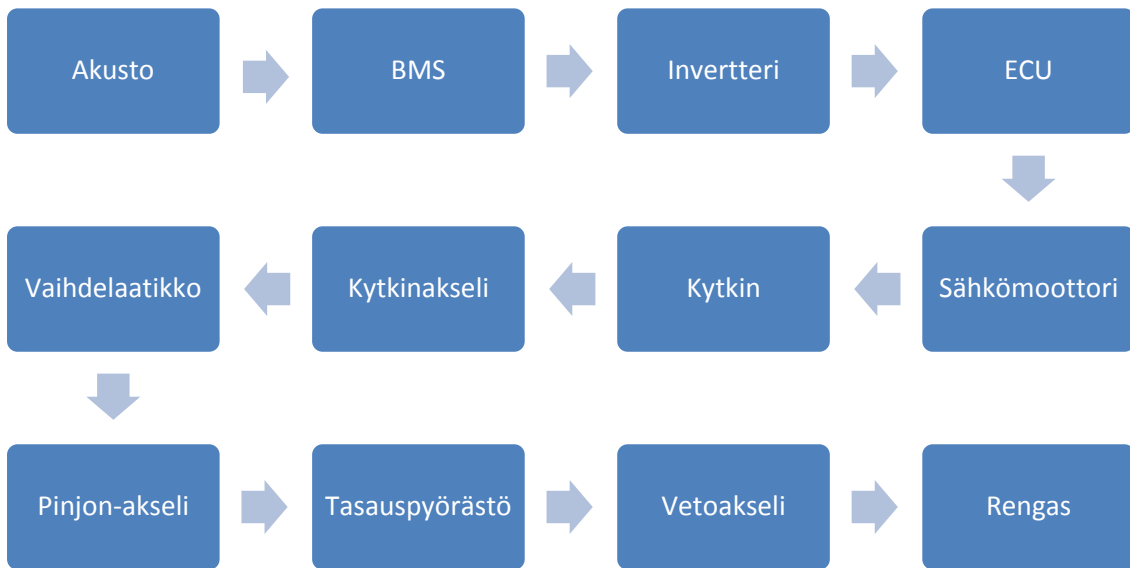 Akusto
BMS
Invertteri
ECU
Sähkömoottori
Kytkin
Kytkinakseli
Vaihdelaatikko
Pinjon-akseli
Tasauspyörästö
Vetoakseli
Rengas